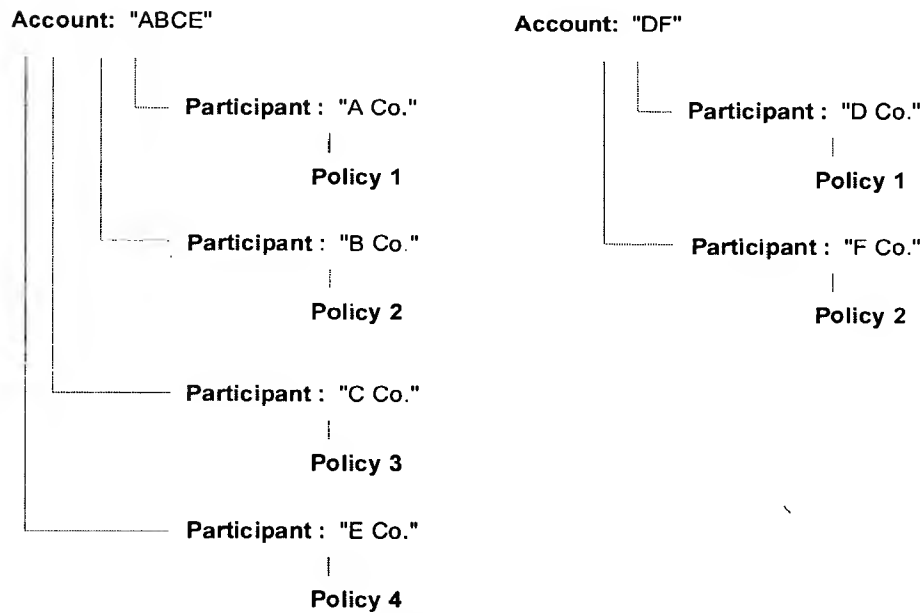 Account: "ABCE"
Participant : "A Co."
Policy 1
Participant : "B Co."
Policy 2
Participant : "C Co."
Policy 3
Participant : "E Co."
Policy 4
Account: "DF"
Participant : "D Co."
Policy 1
Participant : "F Co."
Policy 2